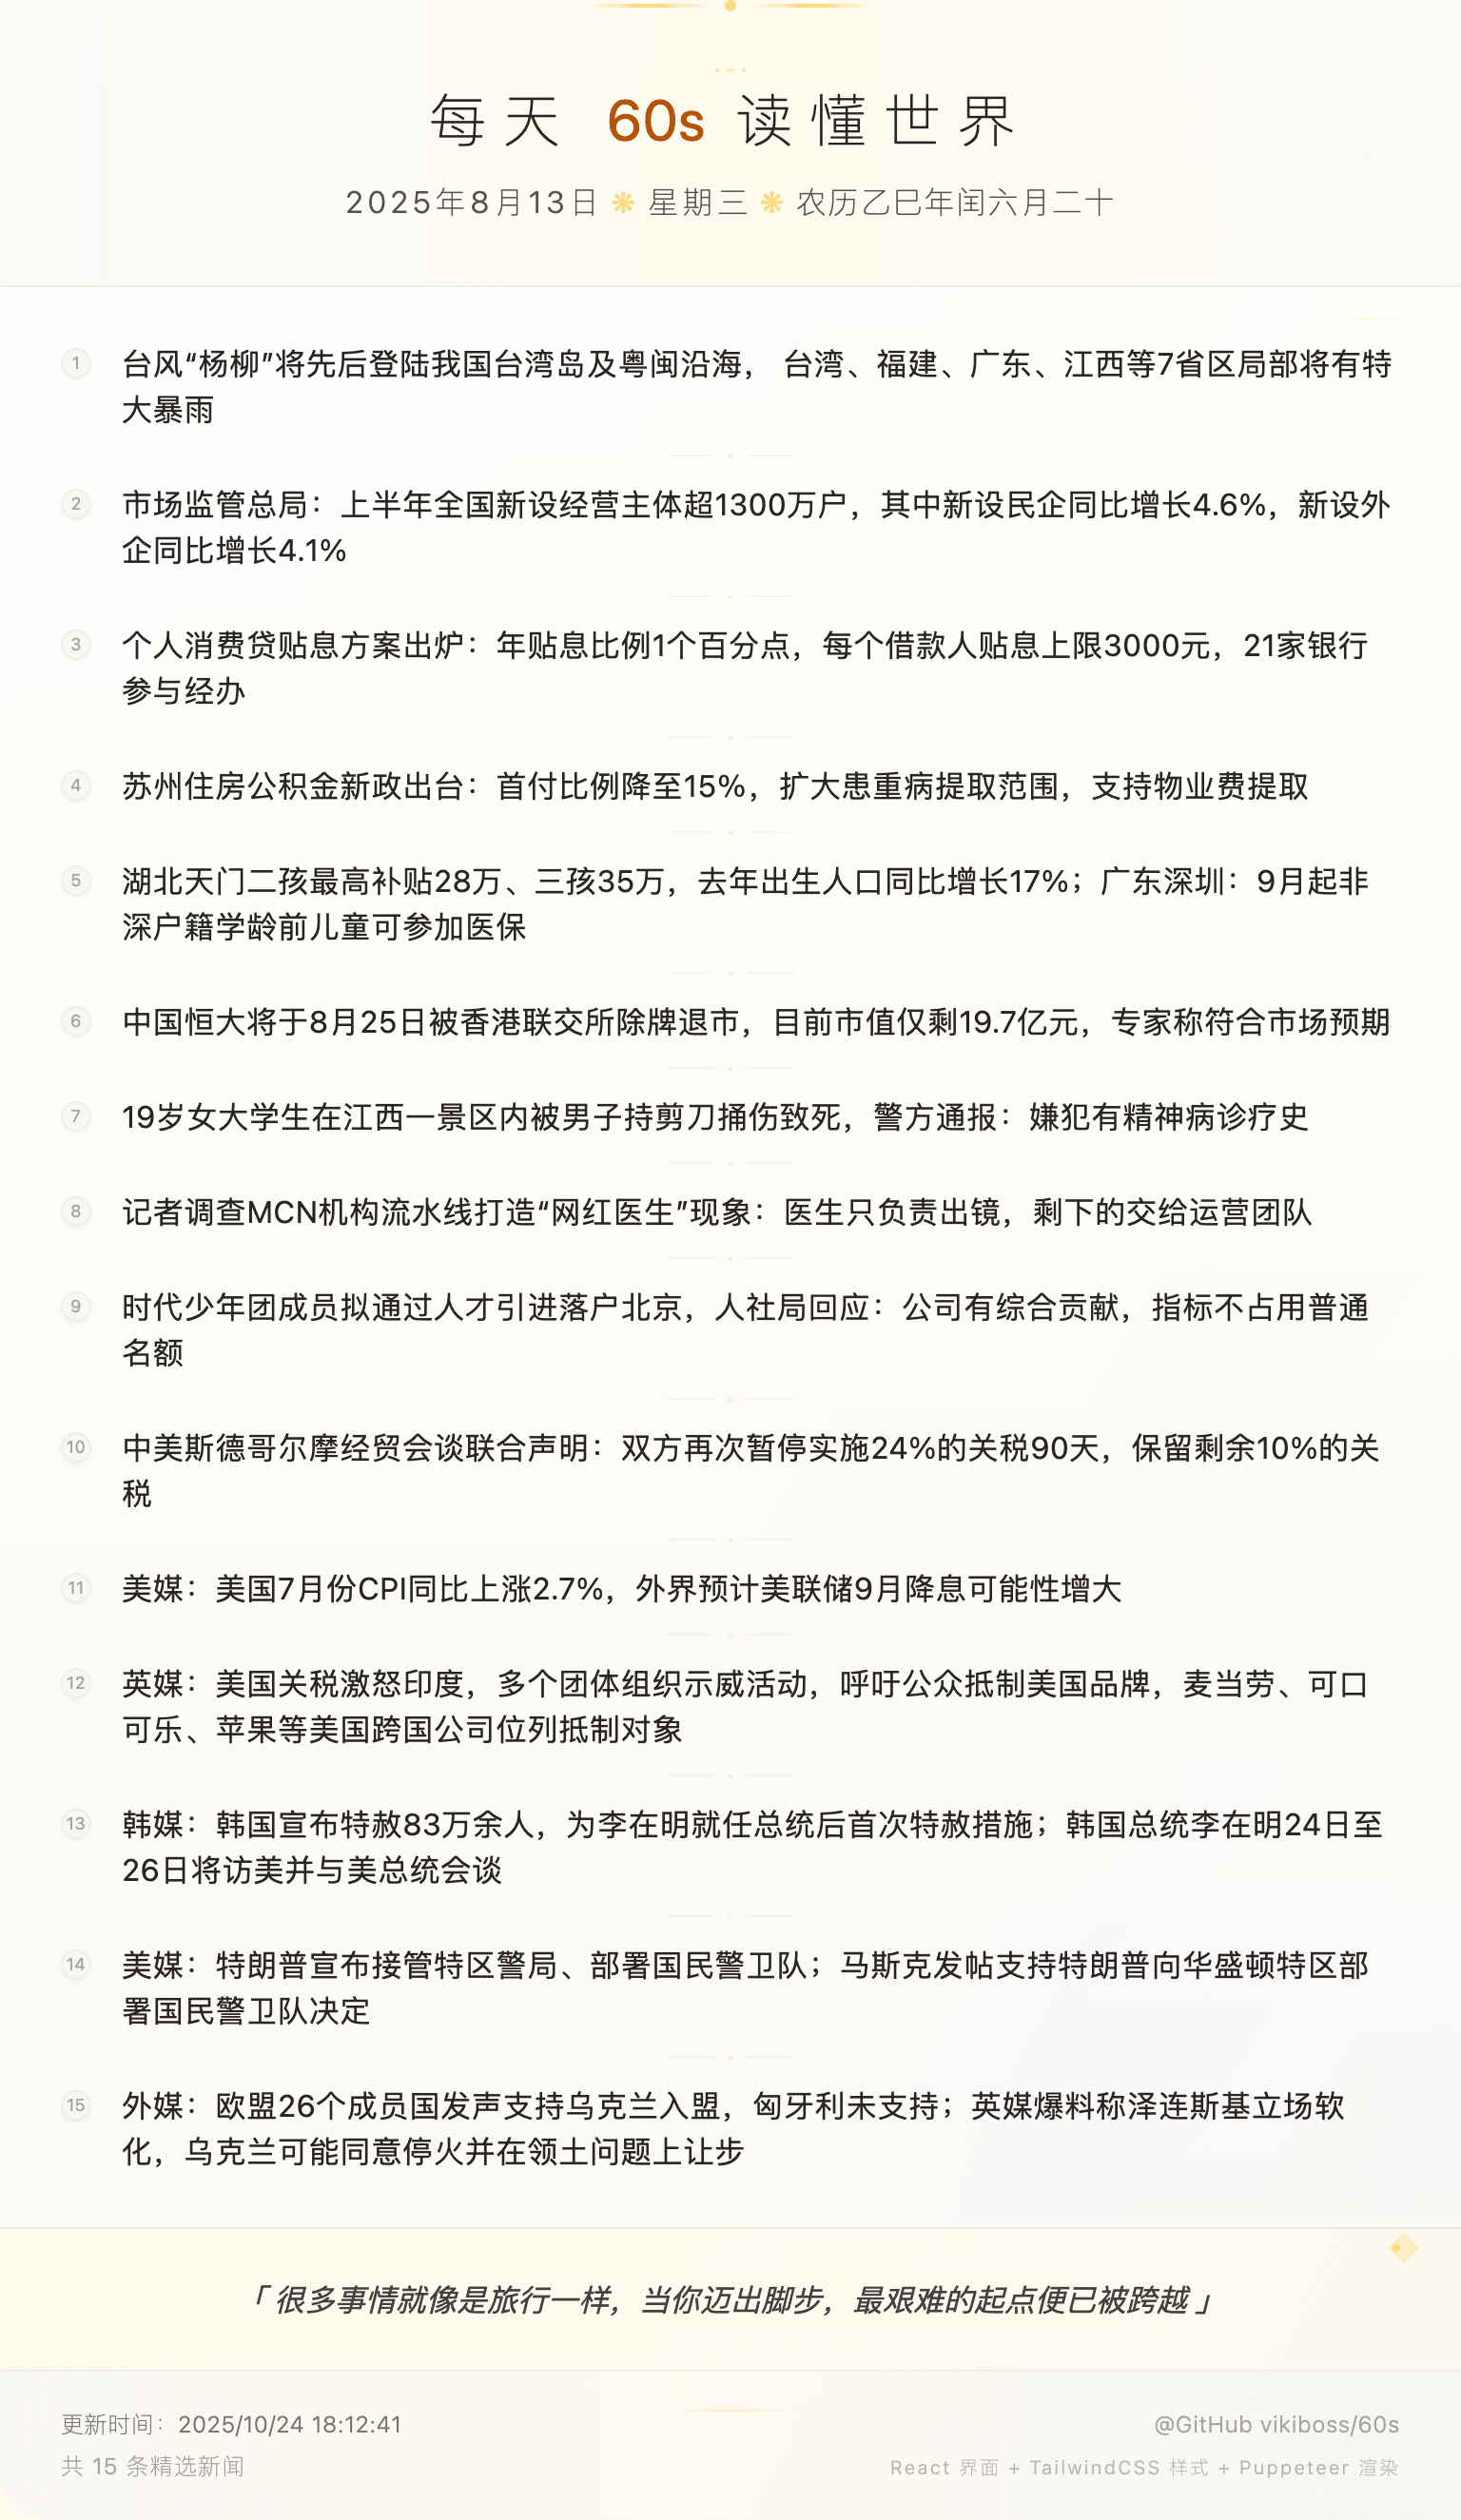 每天 60s 读懂世界
2025年8月13日 ❋ 星期三 ❋ 农历乙巳年闰六月二十
1 台风“杨柳”将先后登陆我国台湾岛及粤闽沿海， 台湾、福建、广东、江西等7省区局部将有特
大暴雨
2 市场监管总局：上半年全国新设经营主体超1300万户，其中新设民企同比增长4.6%，新设外
企同比增长4.1%
3 个人消费贷贴息方案出炉：年贴息比例1个百分点，每个借款人贴息上限3000元，21家银行
参与经办
4 苏州住房公积金新政出台：首付比例降至15%，扩大患重病提取范围，支持物业费提取
5 湖北天门二孩最高补贴28万、三孩35万，去年出生人口同比增长17%；广东深圳：9月起非
深户籍学龄前儿童可参加医保
6 中国恒大将于8月25日被香港联交所除牌退市，目前市值仅剩19.7亿元，专家称符合市场预期
7 19岁女大学生在江西一景区内被男子持剪刀捅伤致死，警方通报：嫌犯有精神病诊疗史
8 记者调查MCN机构流水线打造“网红医生”现象：医生只负责出镜，剩下的交给运营团队
9 时代少年团成员拟通过人才引进落户北京，人社局回应：公司有综合贡献，指标不占用普通
名额
10 中美斯德哥尔摩经贸会谈联合声明：双方再次暂停实施24%的关税90天，保留剩余10%的关
税
11 美媒：美国7月份CPI同比上涨2.7%，外界预计美联储9月降息可能性增大
12 英媒：美国关税激怒印度，多个团体组织示威活动，呼吁公众抵制美国品牌，麦当劳、可口
可乐、苹果等美国跨国公司位列抵制对象
13 韩媒：韩国宣布特赦83万余人，为李在明就任总统后首次特赦措施；韩国总统李在明24日至
26日将访美并与美总统会谈
14 美媒：特朗普宣布接管特区警局、部署国民警卫队；马斯克发帖支持特朗普向华盛顿特区部
署国民警卫队决定
15 外媒：欧盟26个成员国发声支持乌克兰入盟，匈牙利未支持；英媒爆料称泽连斯基立场软
化，乌克兰可能同意停火并在领土问题上让步
「 很多事情就像是旅行一样，当你迈出脚步，最艰难的起点便已被跨越 」
更新时间：2025/10/24 18:12:41
@GitHub vikiboss/60s
共 15 条精选新闻
React 界面 + TailwindCSS 样式 + Puppeteer 渲染